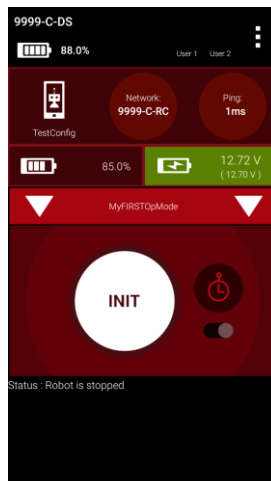 9999-C-DS
88.0%
User 1 User 2
Network:
9999-C-RC
Ping:
1ms
TestConfig
85.0%
12.72 V
( 12.70 V )
MyFIRSTOpMode
INIT
Status : Robot is stopped